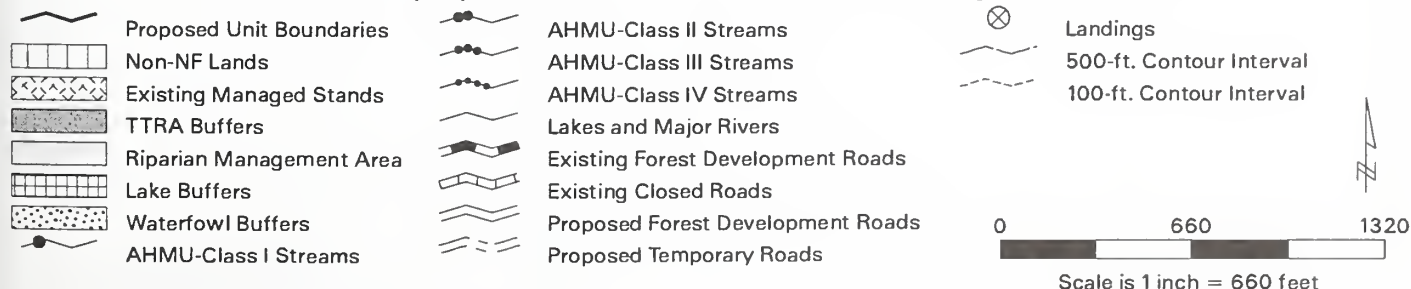 Proposed Unit Boundaries
Non-NF Lands
Existing Managed Stands
TTRA Buffers
Riparian Management Area
Lake Buffers
Waterfowl Buffers
AHMU-Class I Streams
AHMU-Class II Streams
AHMU-Class III Streams
AHMU-Class IV Streams
Lakes and Major Rivers
Existing Forest Development Roads
Existing Closed Roads
Proposed Forest Development Roads
Proposed Temporary Roads
Landings
500-ft. Contour Interval
100-ft. Contour Interval
0 660 1320
Scale is 1 inch = 660 feet